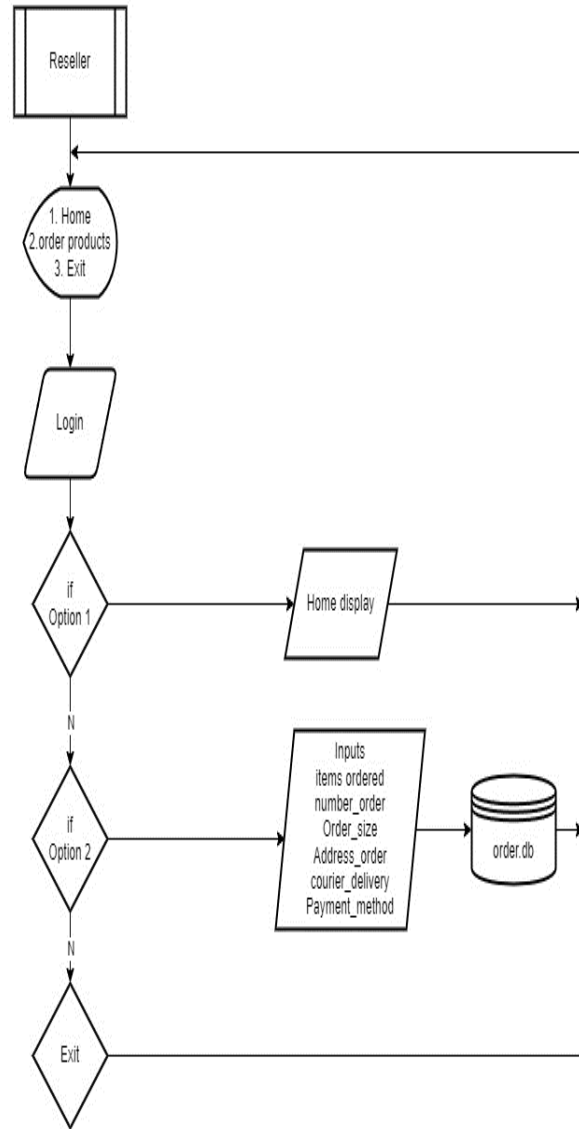 Reseller
1. Home
2.order products
3. Exit
Login
if
Option 1
Home display
N
if
Option 2
Inputs
items ordered
number_order
Order_size
Address_order
courier_delivery
Payment_method
order.db
N
Exit